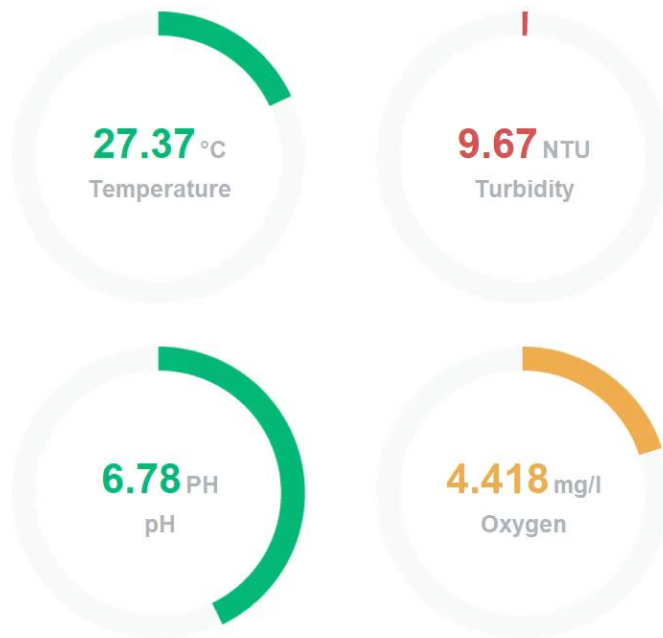 27.37 °C
Temperature
9.67 NTU
Turbidity
6.78 PH
pH
4.418 mg/l
Oxygen